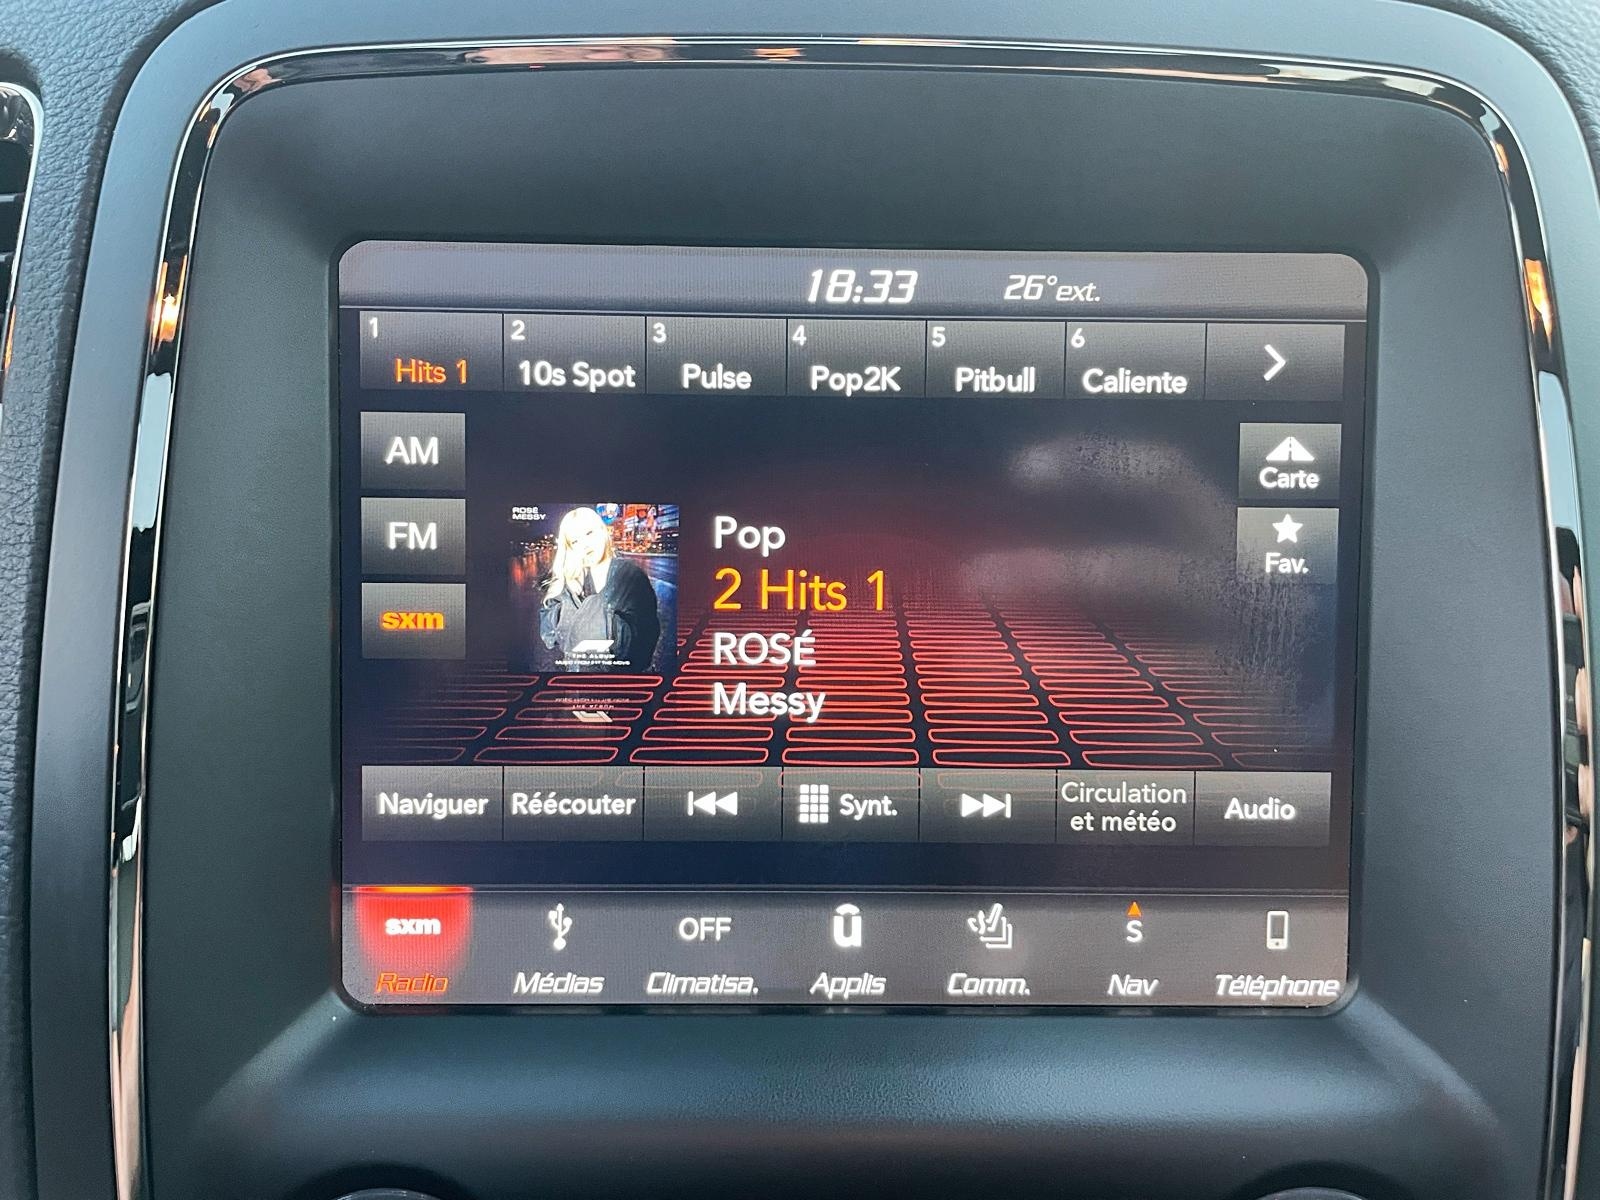 18:33 26°ext.
1 2 3 4 5 6
Hits 1 10s Spot Pulse Pop2K Pitbull Caliente
AM
FM
sxm
Carte
Fav.
ROSÉ
MESSY
THE ALBUM
Pop
2 Hits 1
ROSÉ
Messy
Naviguer Réécouter Synt. Circulation
et météo Audio
sxm OFF ū S
Radio Médias Climatisa. Applis Comm. Nav Téléphone